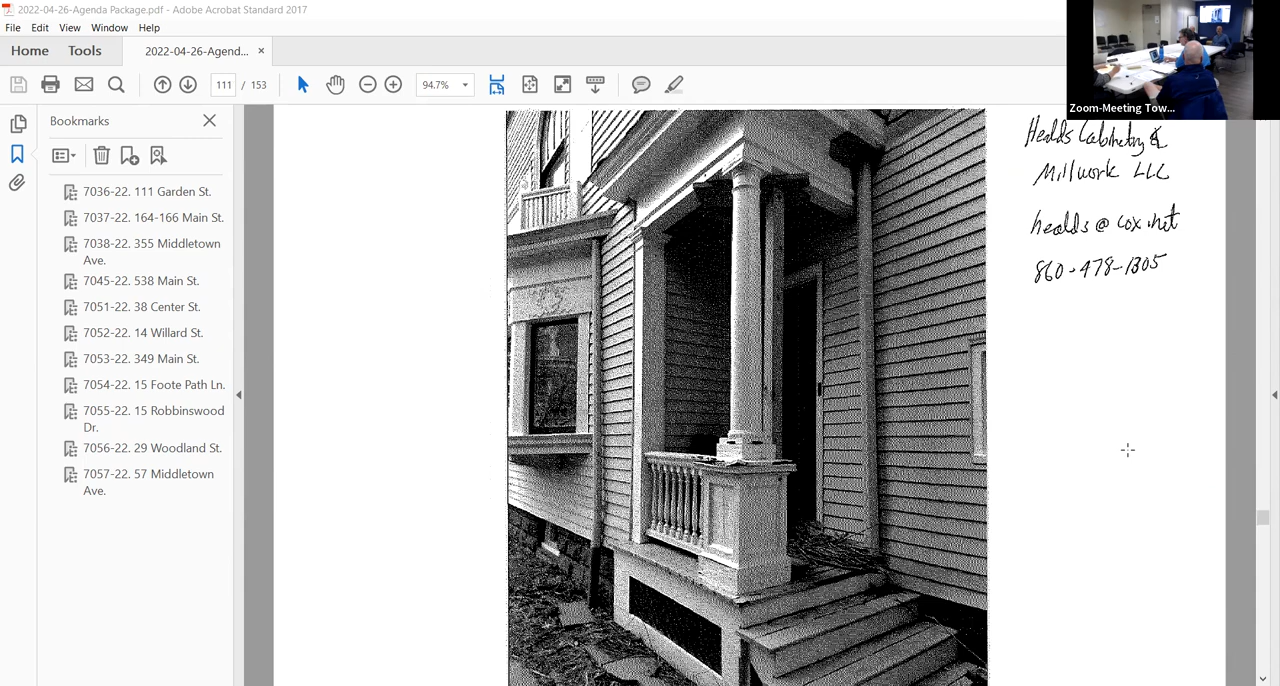 2022-04-26-Agenda Package.pdf - Adobe Acrobat Standard 2017
File Edit View Window Help
Home Tools 2022-04-26-Agend... ×
111 / 153 94.7%
Bookmarks
7036-22. 111 Garden St.
7037-22. 164-166 Main St.
7038-22. 355 Middletown
Ave.
7045-22. 538 Main St.
7051-22. 38 Center St.
7052-22. 14 Willard St.
7053-22. 349 Main St.
7054-22. 15 Foote Path Ln.
7055-22. 15 Robbinswood
Dr.
7056-22. 29 Woodland St.
7057-22. 57 Middletown
Ave.
Zoom-Meeting Tow...
Healds Cabinetry &
Millwork LLC
healds@cox.net
860-478-1305